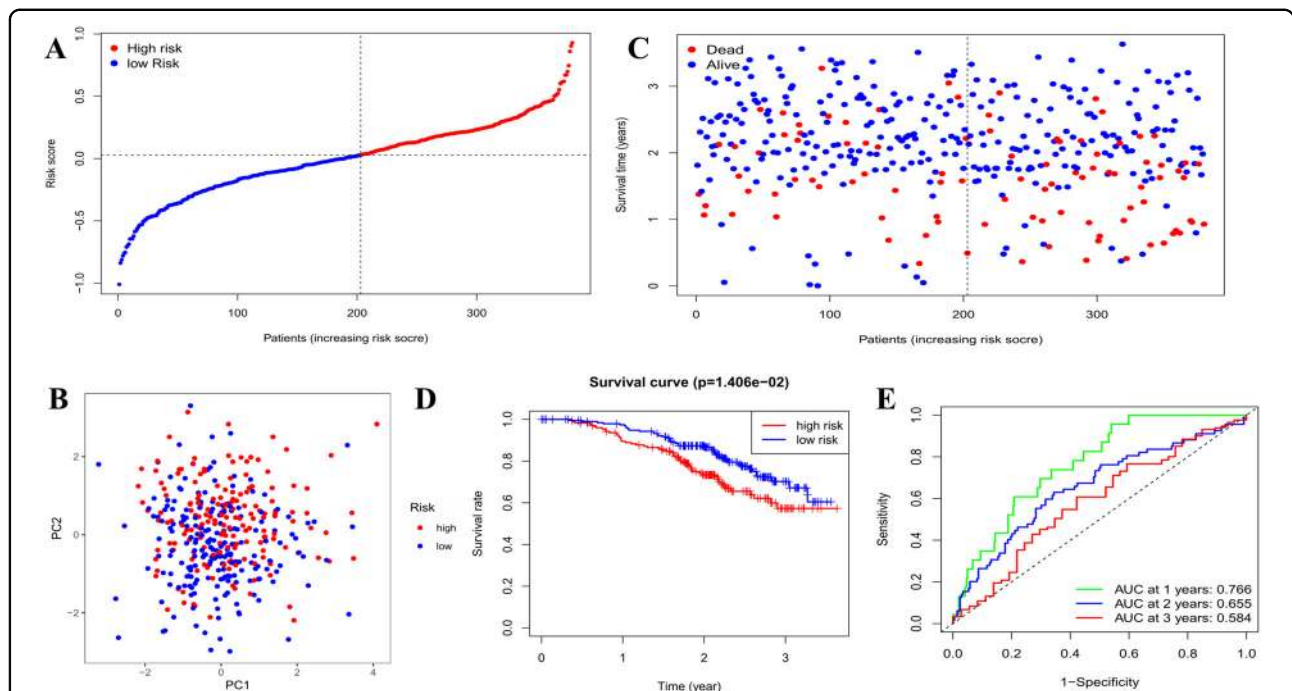 A
High risk
low Risk
Risk score
1.0
0.5
0.0
−0.5
−1.0
0
100
200
300
Patients (increasing risk socre)
C
Dead
Alive
Survival time (years)
3
2
1
0
0
100
200
300
Patients (increasing risk socre)
B
PC2
2
0
−2
−2
0
2
4
PC1
Risk
high
low
D
Survival curve (p=1.406e−02)
high risk
low risk
Survival rate
1.0
0.8
0.6
0.4
0.2
0.0
0
1
2
3
Time (year)
E
Sensitivity
1.0
0.8
0.6
0.4
0.2
0.0
AUC at 1 years: 0.766
AUC at 2 years: 0.655
AUC at 3 years: 0.584
0.0
0.2
0.4
0.6
0.8
1.0
1−Specificity